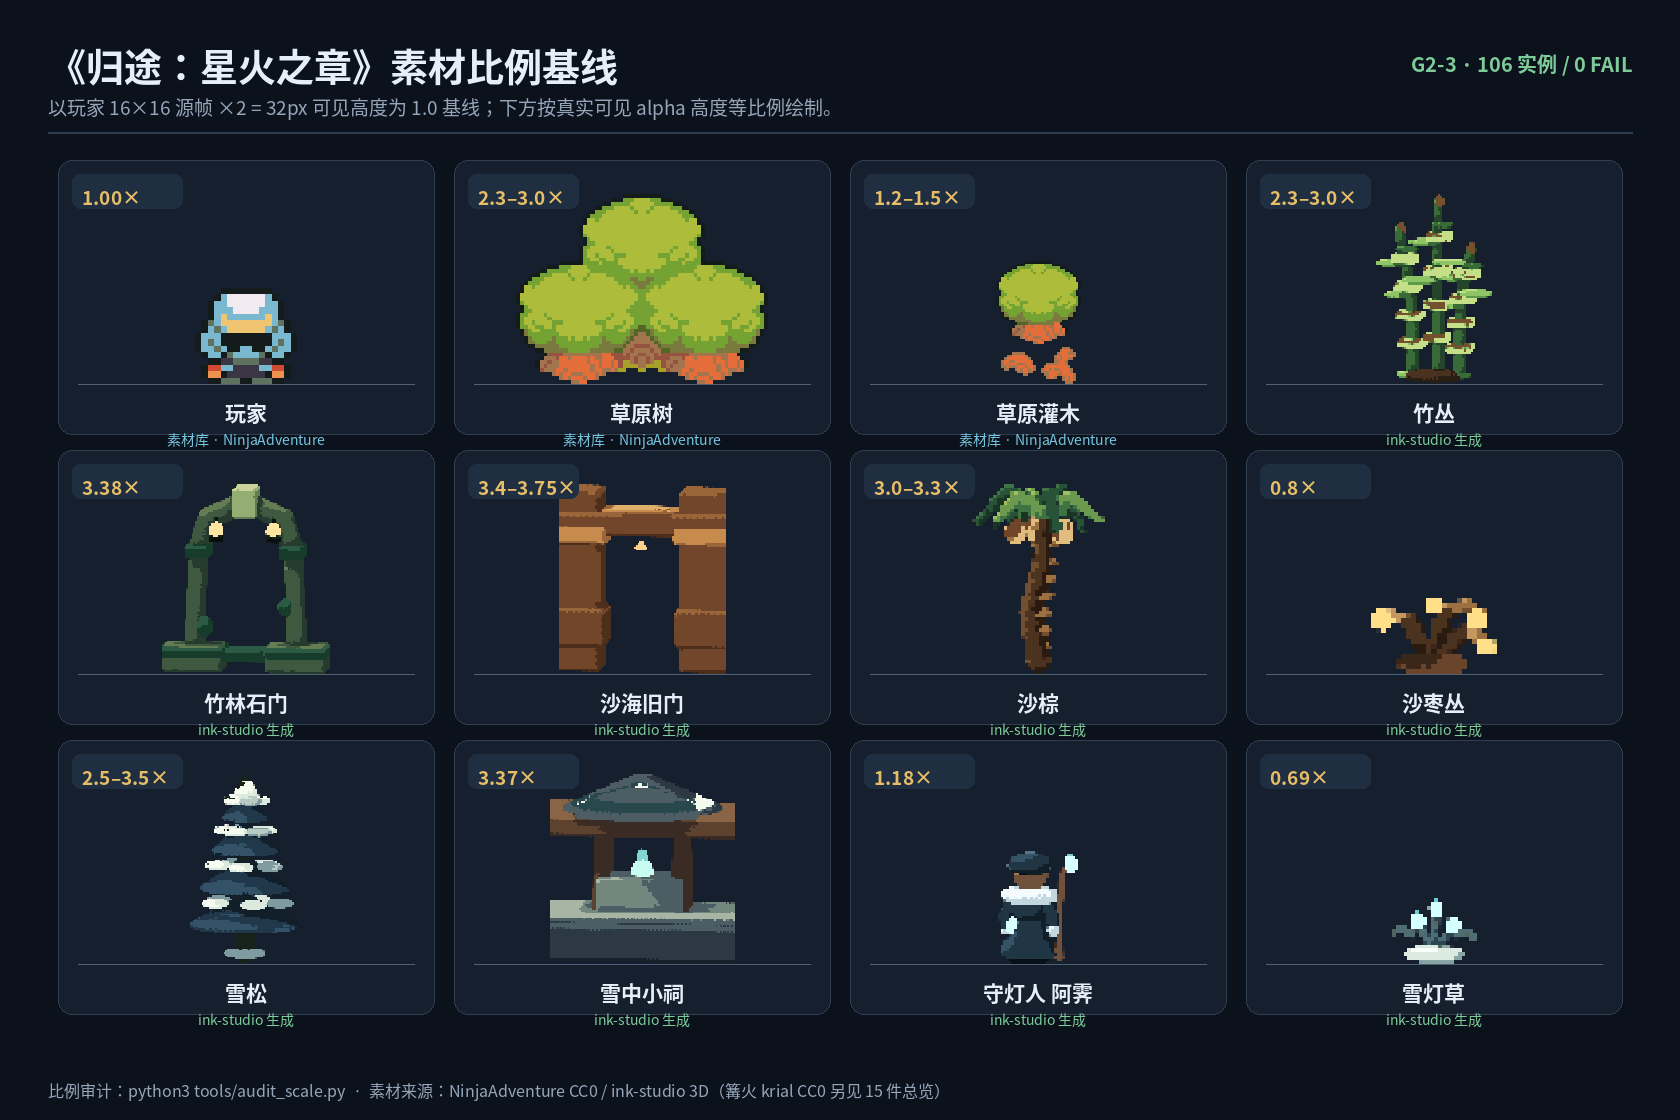 《归途：星火之章》素材比例基线
G2-3 · 106 实例 / 0 FAIL
以玩家 16×16 源帧 ×2 = 32px 可见高度为 1.0 基线；下方按真实可见 alpha 高度等比例绘制。
1.00×
2.3–3.0×
1.2–1.5×
2.3–3.0×
玩家
草原树
草原灌木
竹丛
素材库 · NinjaAdventure
素材库 · NinjaAdventure
素材库 · NinjaAdventure
ink-studio 生成
3.38×
3.4–3.75×
3.0–3.3×
0.8×
竹林石门
沙海旧门
沙棕
沙枣丛
ink-studio 生成
ink-studio 生成
ink-studio 生成
ink-studio 生成
2.5–3.5×
3.37×
1.18×
0.69×
雪松
雪中小祠
守灯人 阿霁
雪灯草
ink-studio 生成
ink-studio 生成
ink-studio 生成
ink-studio 生成
比例审计：python3 tools/audit_scale.py · 素材来源：NinjaAdventure CC0 / ink-studio 3D（篝火 krial CC0 另见 15 件总览）